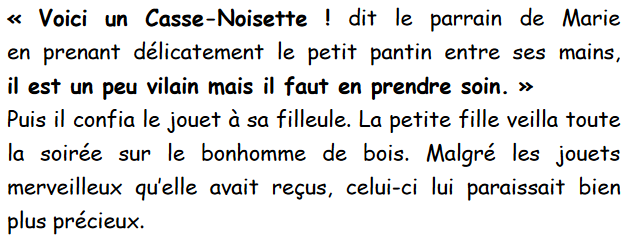 « Voici un Casse-Noisette ! dit le parrain de Marie
en prenant délicatement le petit pantin entre ses mains,
il est un peu vilain mais il faut en prendre soin. »
Puis il confia le jouet à sa filleule. La petite fille veilla toute
la soirée sur le bonhomme de bois. Malgré les jouets
merveilleux qu'elle avait reçus, celui-ci lui paraissait bien
plus précieux.